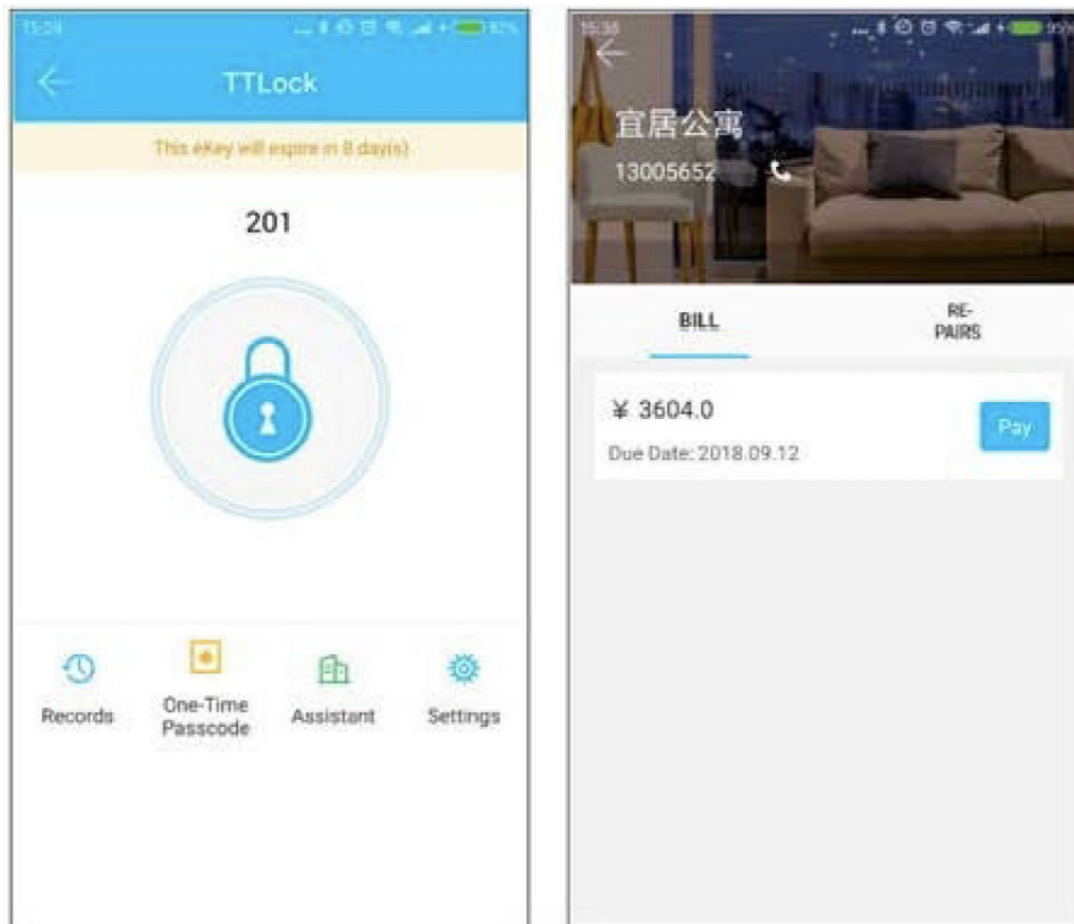 TTLock
This eKey will expire in 8 day(s)
201
Records
One-Time
Passcode
Assistant
Settings
宜居公寓
13005652
BILL
RE-
PAIRS
¥ 3604.0
Due Date: 2018.09.12
Pay